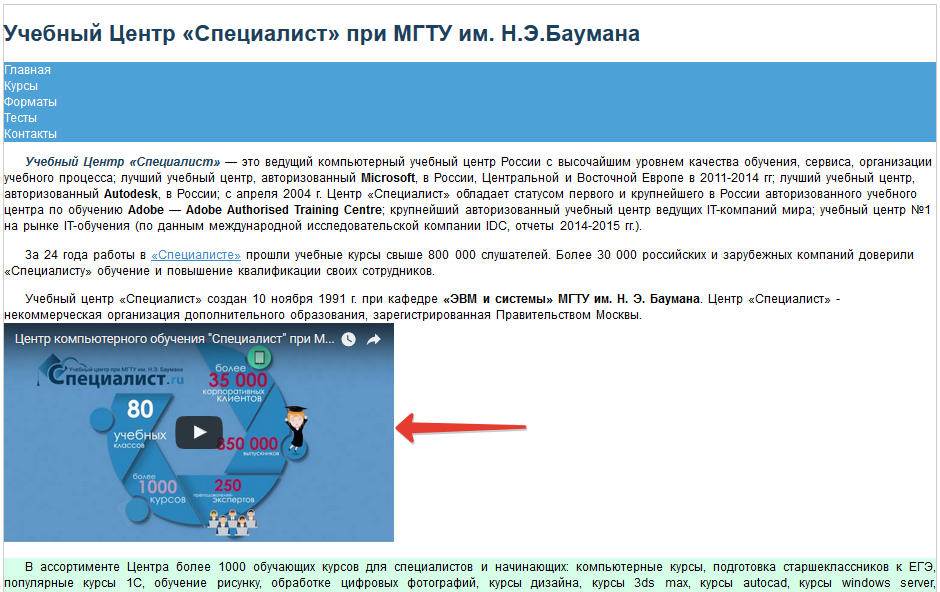 Учебный Центр «Специалист» при МГТУ им. Н.Э.Баумана
Главная
Курсы
Форматы
Тесты
Контакты
Учебный Центр «Специалист» — это ведущий компьютерный учебный центр России с высочайшим уровнем качества обучения, сервиса, организации
учебного процесса; лучший учебный центр, авторизованный Microsoft, в России, Центральной и Восточной Европе в 2011-2014 гг; лучший учебный центр,
авторизованный Autodesk, в России; с апреля 2004 г. Центр «Специалист» обладает статусом первого и крупнейшего в России авторизованного учебного
центра по обучению Adobe — Adobe Authorised Training Centre; крупнейший авторизованный учебный центр ведущих IT-компаний мира; учебный центр №1
на рынке IT-обучения (по данным международной исследовательской компании IDC, отчеты 2014-2015 гг.).
За 24 года работы в «Специалисте» прошли учебные курсы свыше 800 000 слушателей. Более 30 000 российских и зарубежных компаний доверили
«Специалисту» обучение и повышение квалификации своих сотрудников.
Учебный центр «Специалист» создан 10 ноября 1991 г. при кафедре «ЭВМ и системы» МГТУ им. Н. Э. Баумана. Центр «Специалист» -
некоммерческая организация дополнительного образования, зарегистрированная Правительством Москвы.
Центр компьютерного обучения "Специалист" при М...
Учебный центр при МГТУ им. Н.Э. Баумана
Специалист.ru
более
35 000
корпоративных
клиентов
80
учебных
классов
850 000
выпускников
более
1000
курсов
250
преподавателей-
экспертов
В ассортименте Центра более 1000 обучающих курсов для специалистов и начинающих: компьютерные курсы, подготовка старшеклассников к ЕГЭ,
популярные курсы 1С, обучение рисунку, обработке цифровых фотографий, курсы дизайна, курсы 3ds max, курсы autocad, курсы windows server,